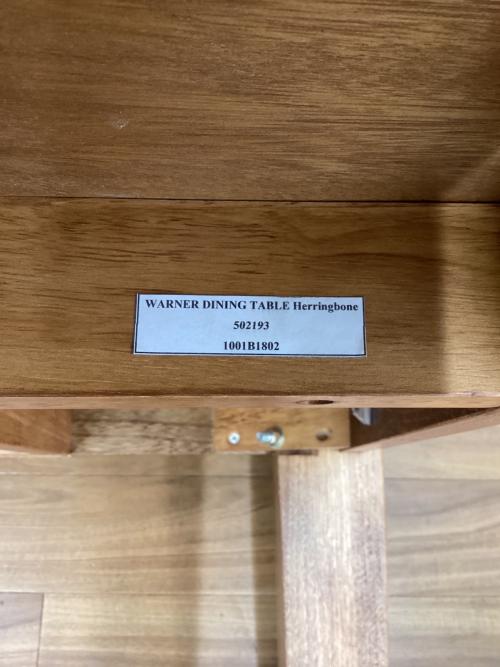 WARNER DINING TABLE Herringbone
502193
1001B1802